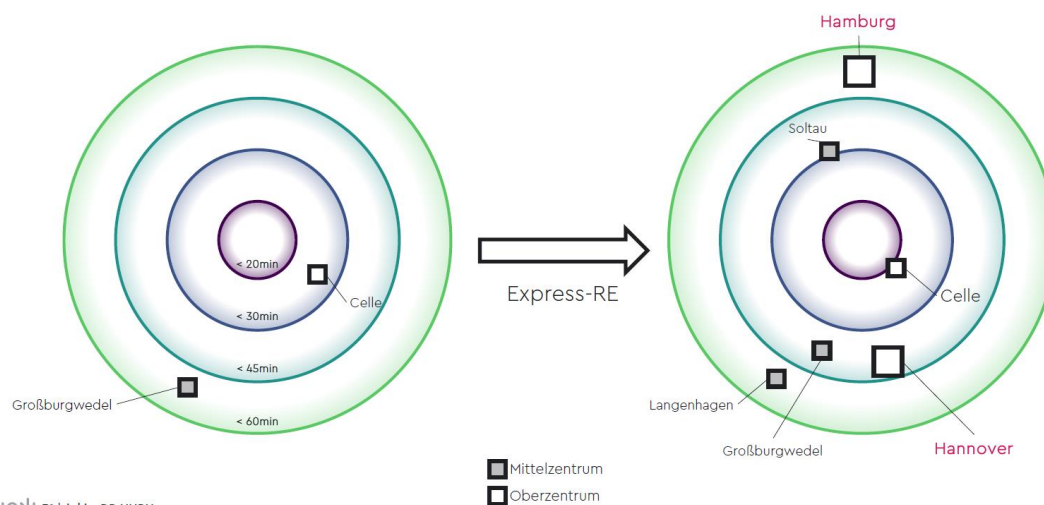 Hamburg
Soltau
< 20min
Celle
< 30min
Express-RE
Celle
< 45min
Großburgwedel
< 60min
Langenhagen
Großburgwedel
Hannover
Mittelzentrum
Oberzentrum